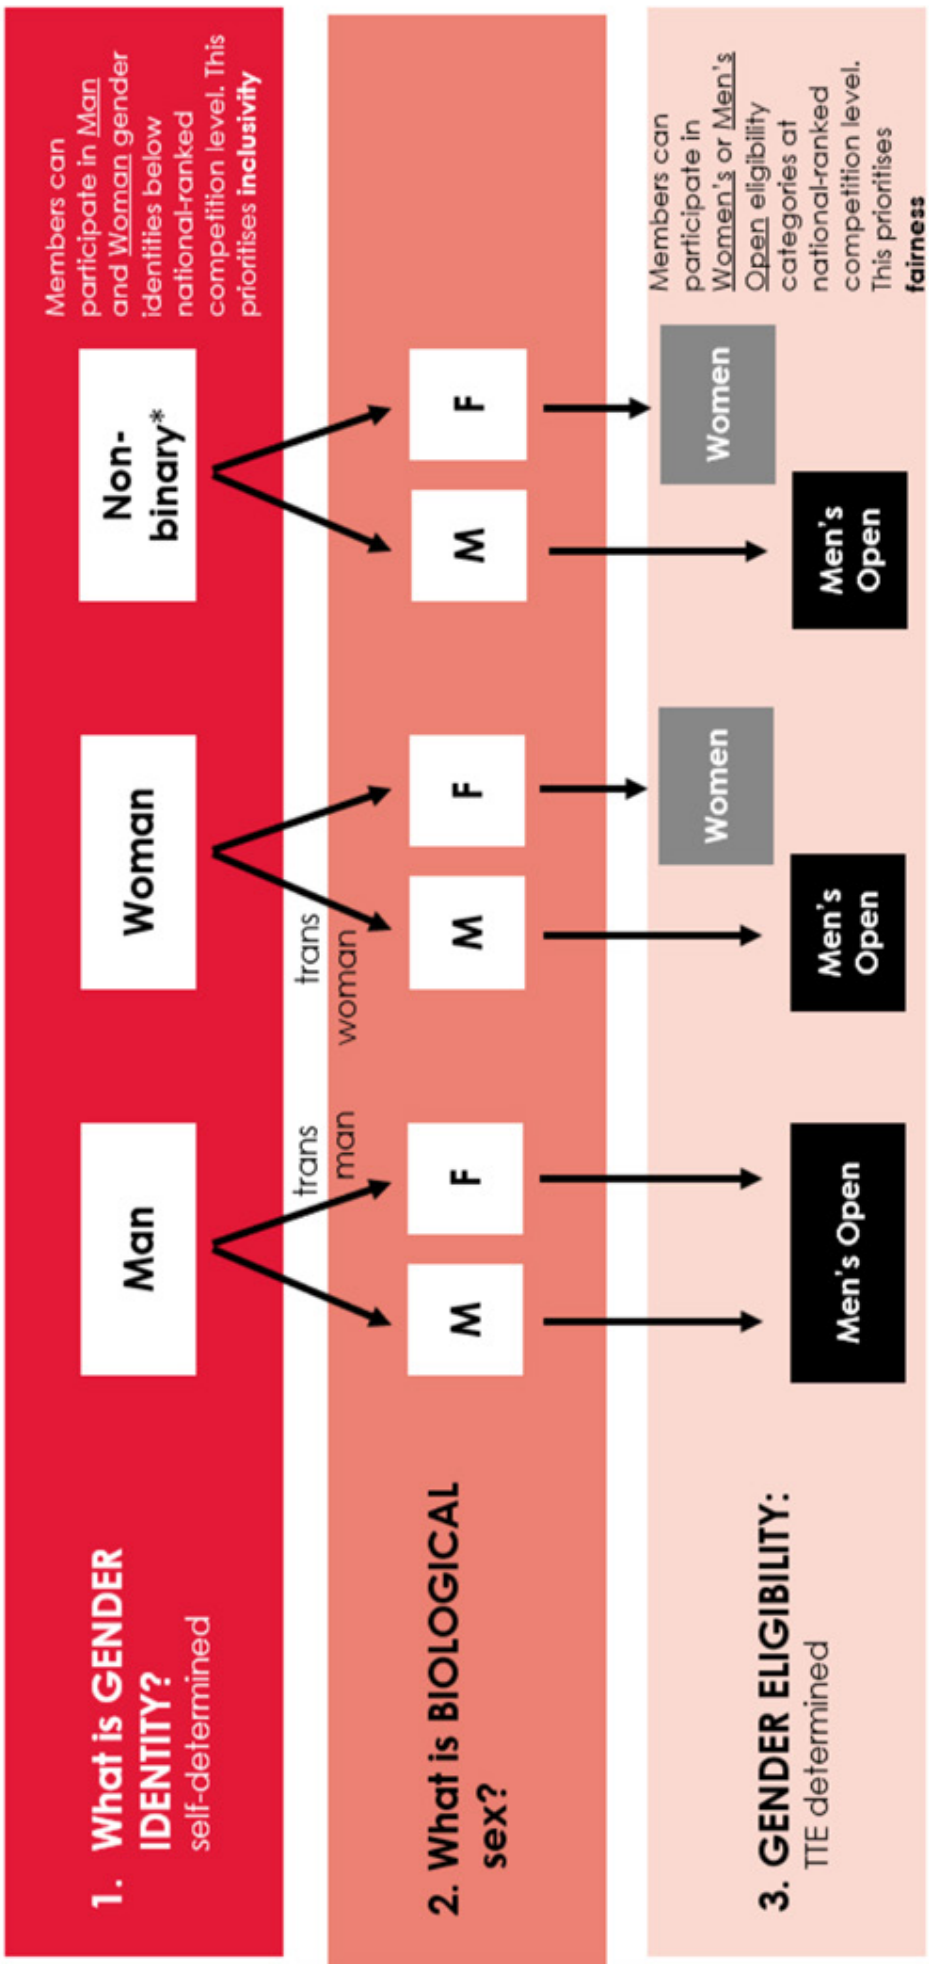 1. What is GENDER
IDENTITY?
self-determined
Man
Woman
Non-
binary*
Members can
participate in Man
and Woman gender
identities below
national-ranked
competition level. This
prioritises inclusivity
trans
man
trans
woman
2. What is BIOLOGICAL
sex?
M
F
M
F
M
F
3. GENDER ELIGIBILITY:
TTE determined
Men's Open
Men's
Open
Women
Men's
Open
Women
Members can
participate in
Women's or Men's
Open eligibility
categories at
national-ranked
competition level.
This prioritises
fairness